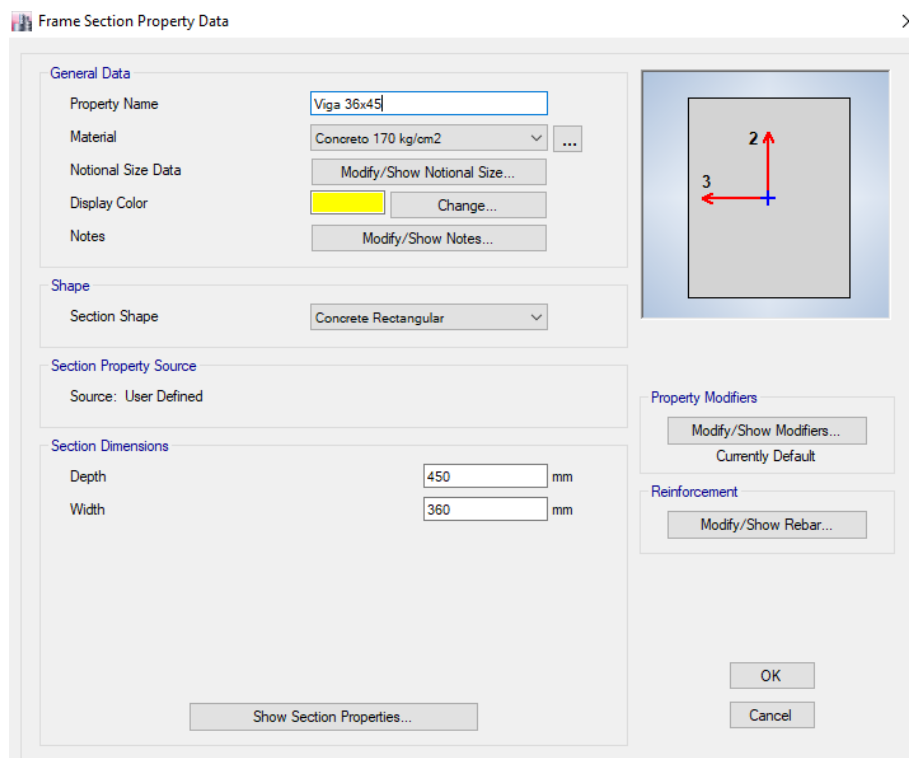 Frame Section Property Data
General Data
Property Name
Viga 36x45
Material
Concreto 170 kg/cm2
...
Notional Size Data
Modify/Show Notional Size...
Display Color
Change...
Notes
Modify/Show Notes...
Shape
Section Shape
Concrete Rectangular
Section Property Source
Source: User Defined
Section Dimensions
Depth
450
mm
Width
360
mm
Show Section Properties...
2
3
Property Modifiers
Modify/Show Modifiers...
Currently Default
Reinforcement
Modify/Show Rebar...
OK
Cancel